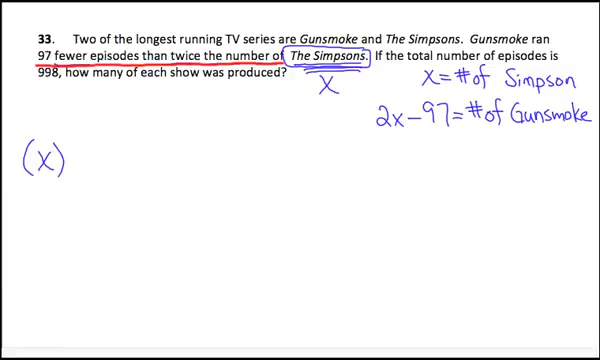 33. Two of the longest running TV series are Gunsmoke and The Simpsons. Gunsmoke ran
97 fewer episodes than twice the number of The Simpsons. If the total number of episodes is
998, how many of each show was produced?
x
x = # of Simpson
2x - 97 = # of Gunsmoke
(x)